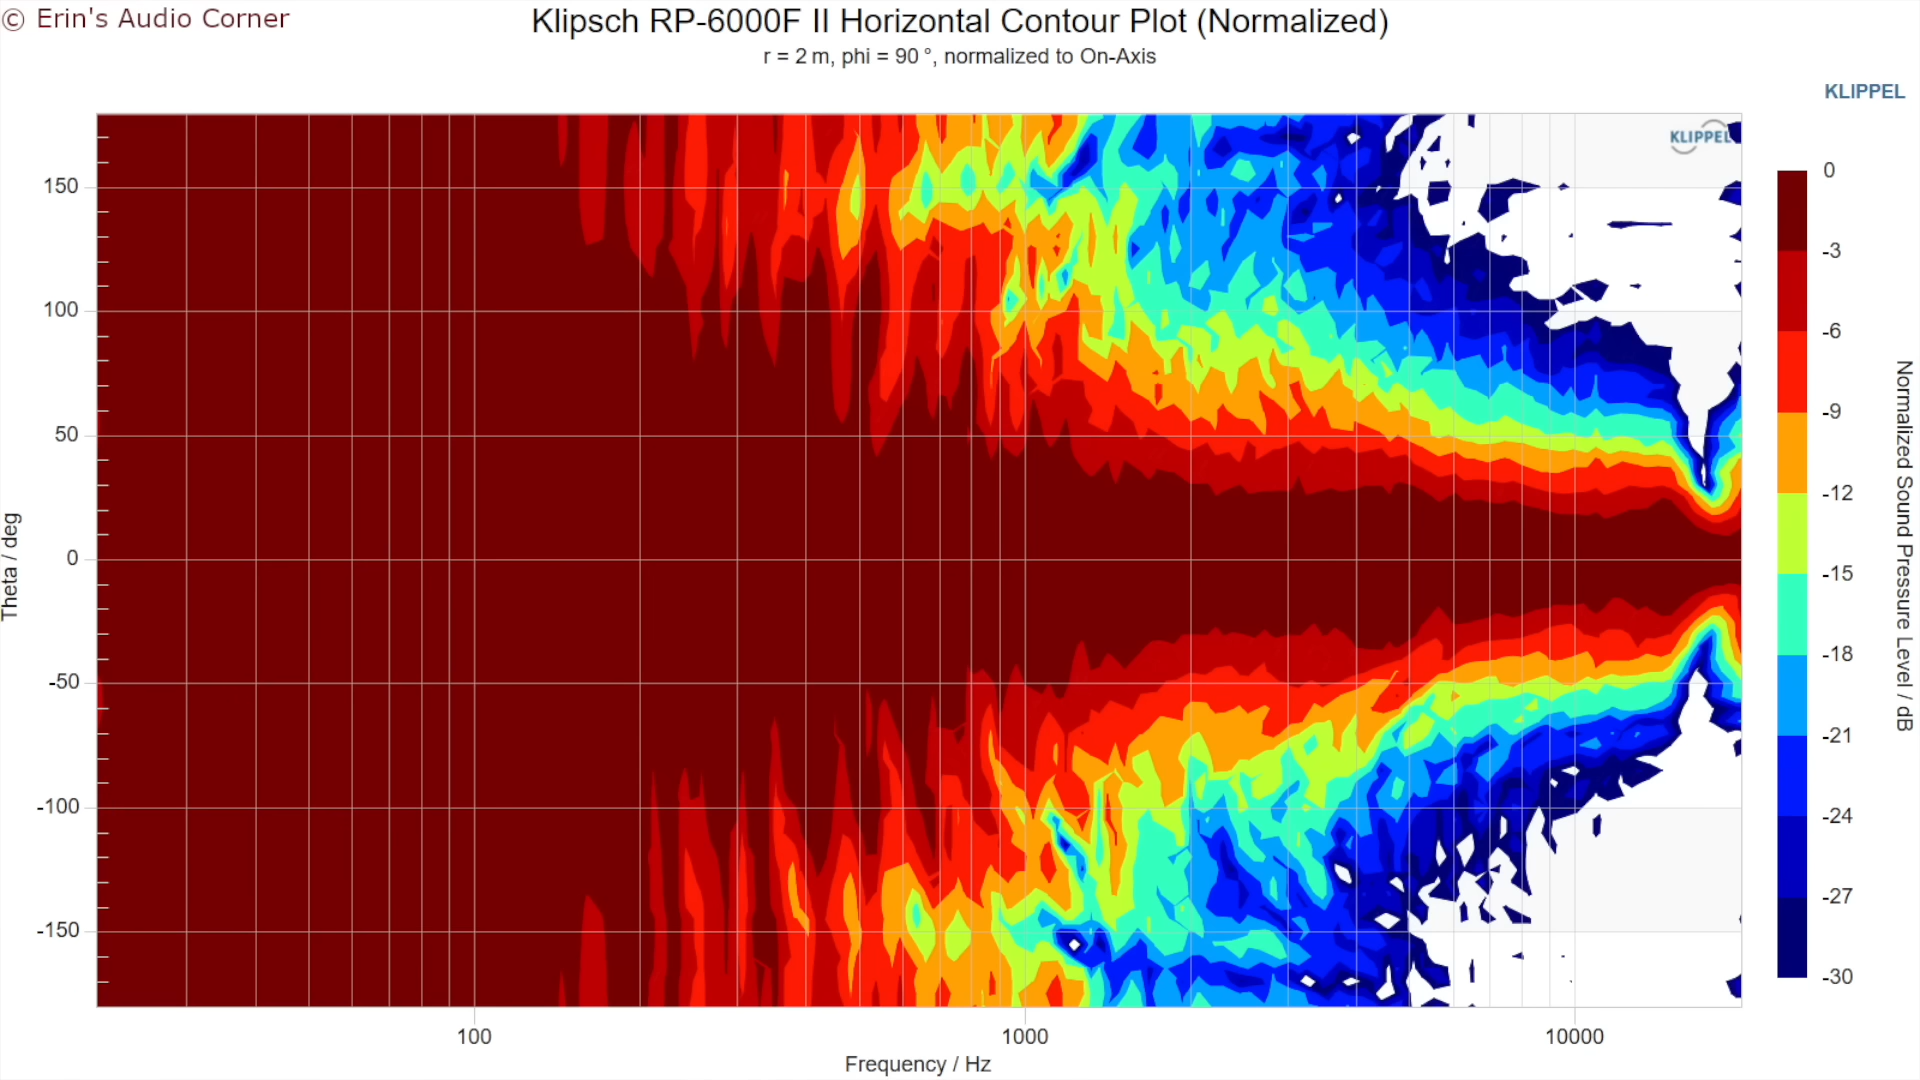 © Erin's Audio Corner
Klipsch RP-6000F II Horizontal Contour Plot (Normalized)
r = 2 m, phi = 90 °, normalized to On-Axis
KLIPPEL
KLIPPEL
150
100
50
0
-50
-100
-150
Theta / deg
100
1000
10000
Frequency / Hz
0
-3
-6
-9
-12
-15
-18
-21
-24
-27
-30
Normalized Sound Pressure Level / dB